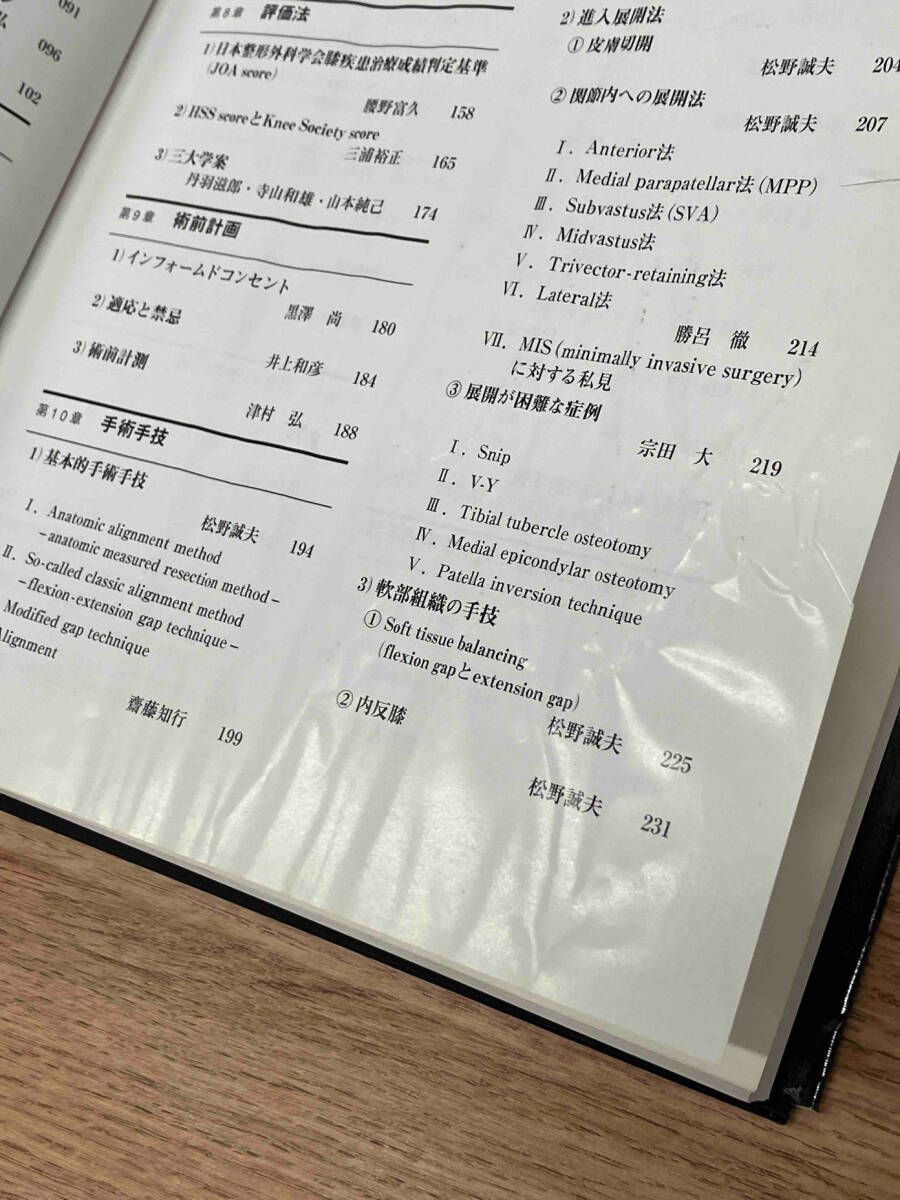 091
弘
096
102
第8章 評価法
1) 日本整形外科学会膝疾患治療成績判定基準
(JOA score)
腰野富久 158
2) HSS scoreとKnee Society score
三浦裕正 165
3) 三大学案
丹羽滋郎・寺山和雄・山本純己 174
第9章 術前計画
1) インフォームドコンセント
黒澤 尚 180
2) 適応と禁忌
井上和彦 184
3) 術前計測
津村 弘 188
第10章 手術手技
1) 基本的手術手技
松野誠夫 194
I. Anatomic alignment method
–anatomic measured resection method–
II. So-called classic alignment method
–flexion-extension gap technique–
Modified gap technique
Alignment
齋藤知行 199
2) 進入展開法
① 皮膚切開
松野誠夫 204
② 関節内への展開法
松野誠夫 207
I. Anterior法
II. Medial parapatellar法 (MPP)
III. Subvastus法 (SVA)
IV. Midvastus法
V. Trivector-retaining法
VI. Lateral法
勝呂 徹 214
VII. MIS (minimally invasive surgery)
に対する私見
③ 展開が困難な症例
宗田 大 219
I. Snip
II. V-Y
III. Tibial tubercle osteotomy
IV. Medial epicondylar osteotomy
V. Patella inversion technique
3) 軟部組織の手技
① Soft tissue balancing
(flexion gapとextension gap)
松野誠夫 225
② 内反膝
松野誠夫 231